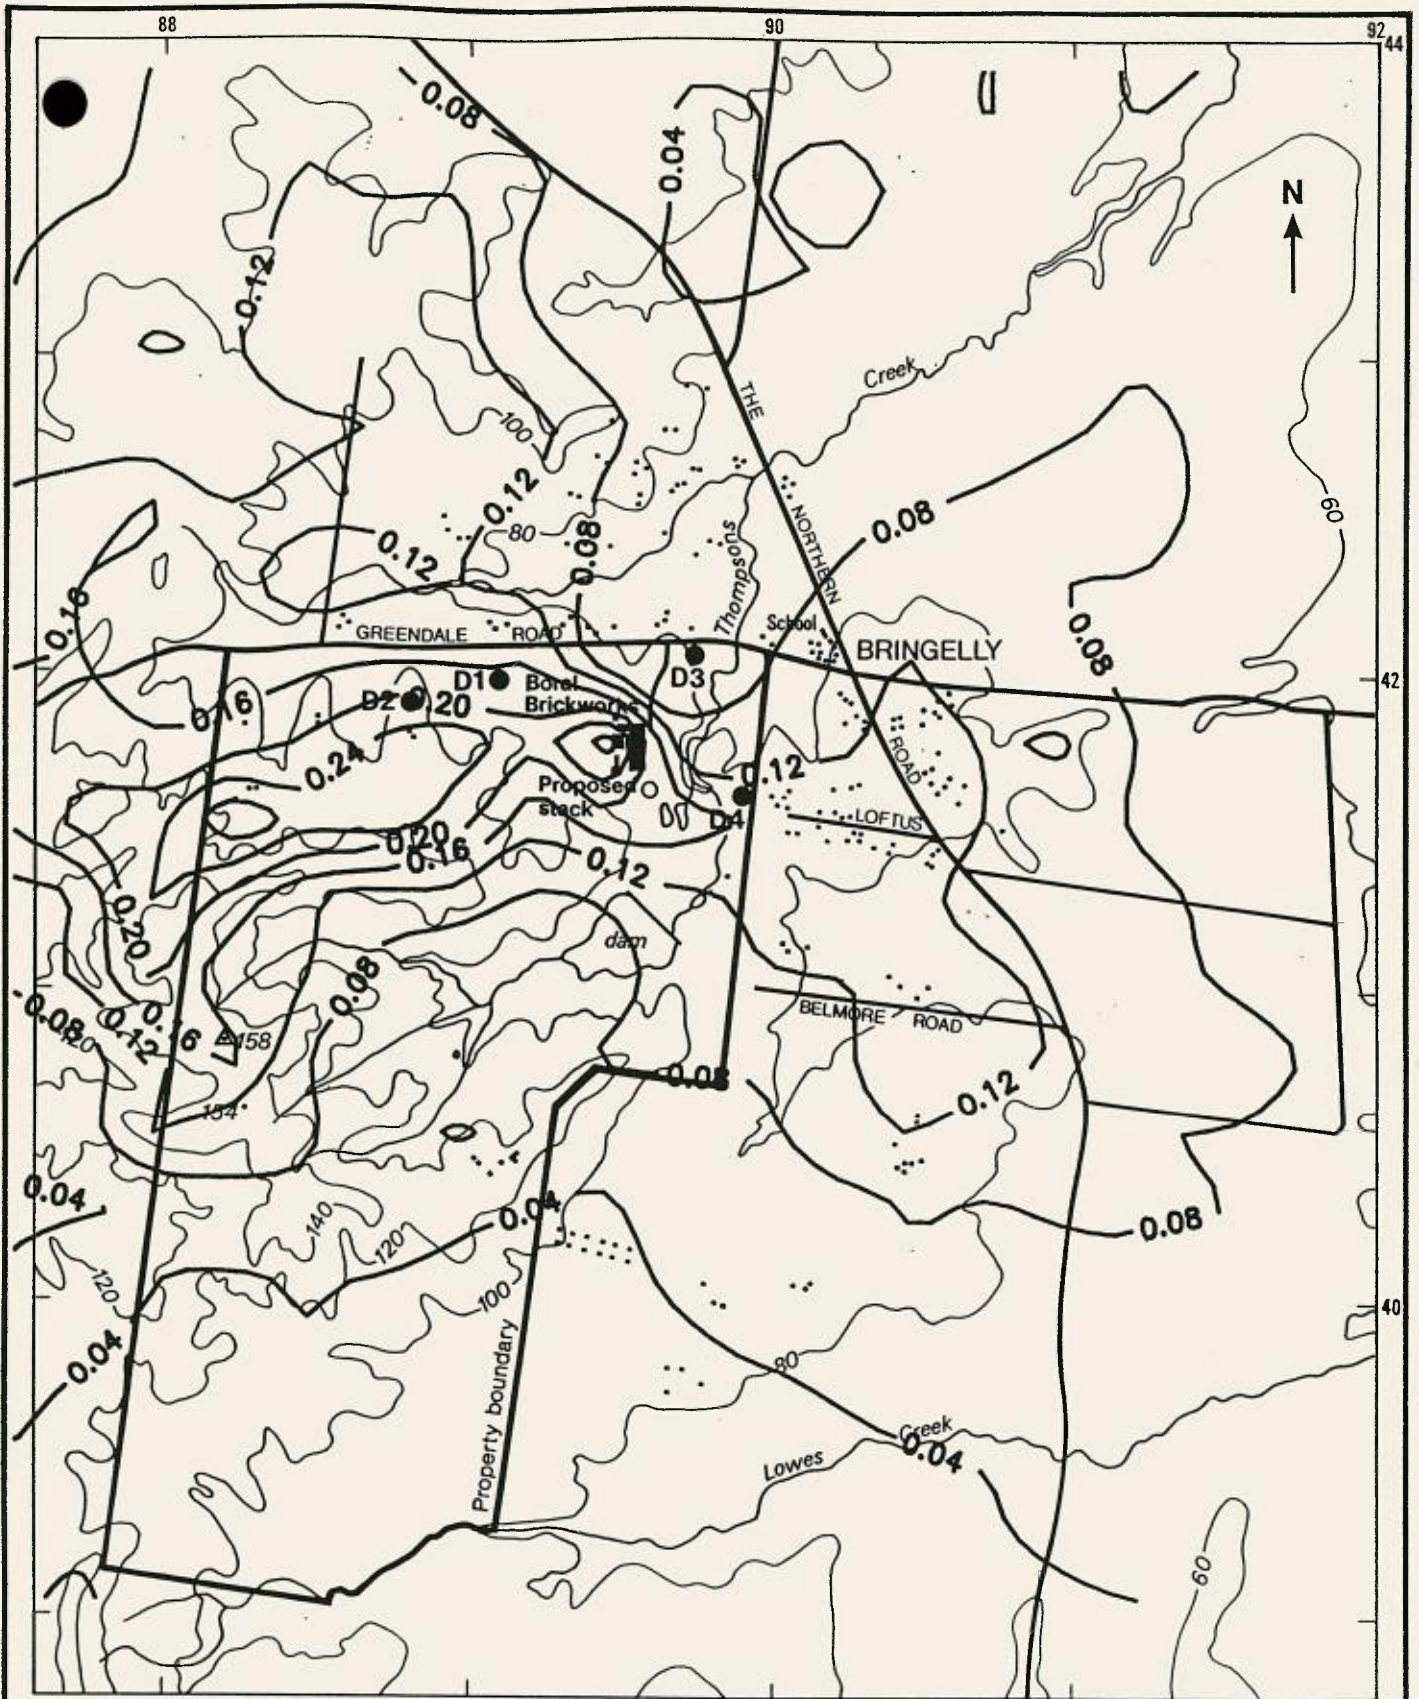 88
90
92
44
0.08
0.04
N
0.12
Creek
THE
100
0.12
60
0.08
NORTHERN
80
0.12
0.08
Thompsons
0.16
School
GREENDALE ROAD
BRINGELLY
0.08
D1
D3
42
Boral
Brickworks
D2
0.20
0.16
ROAD
0.24
0.12
Proposed
stack
D4
LOFTUS
0.20
0.16
0.12
0.20
dam
0.08
0.08
0.12
0.16
120
BELMORE ROAD
158
0.08
0.12
154
0.04
0.04
140
0.08
120
120
100
40
0.04
80
Property boundary
Creek
0.04
Lowes
60